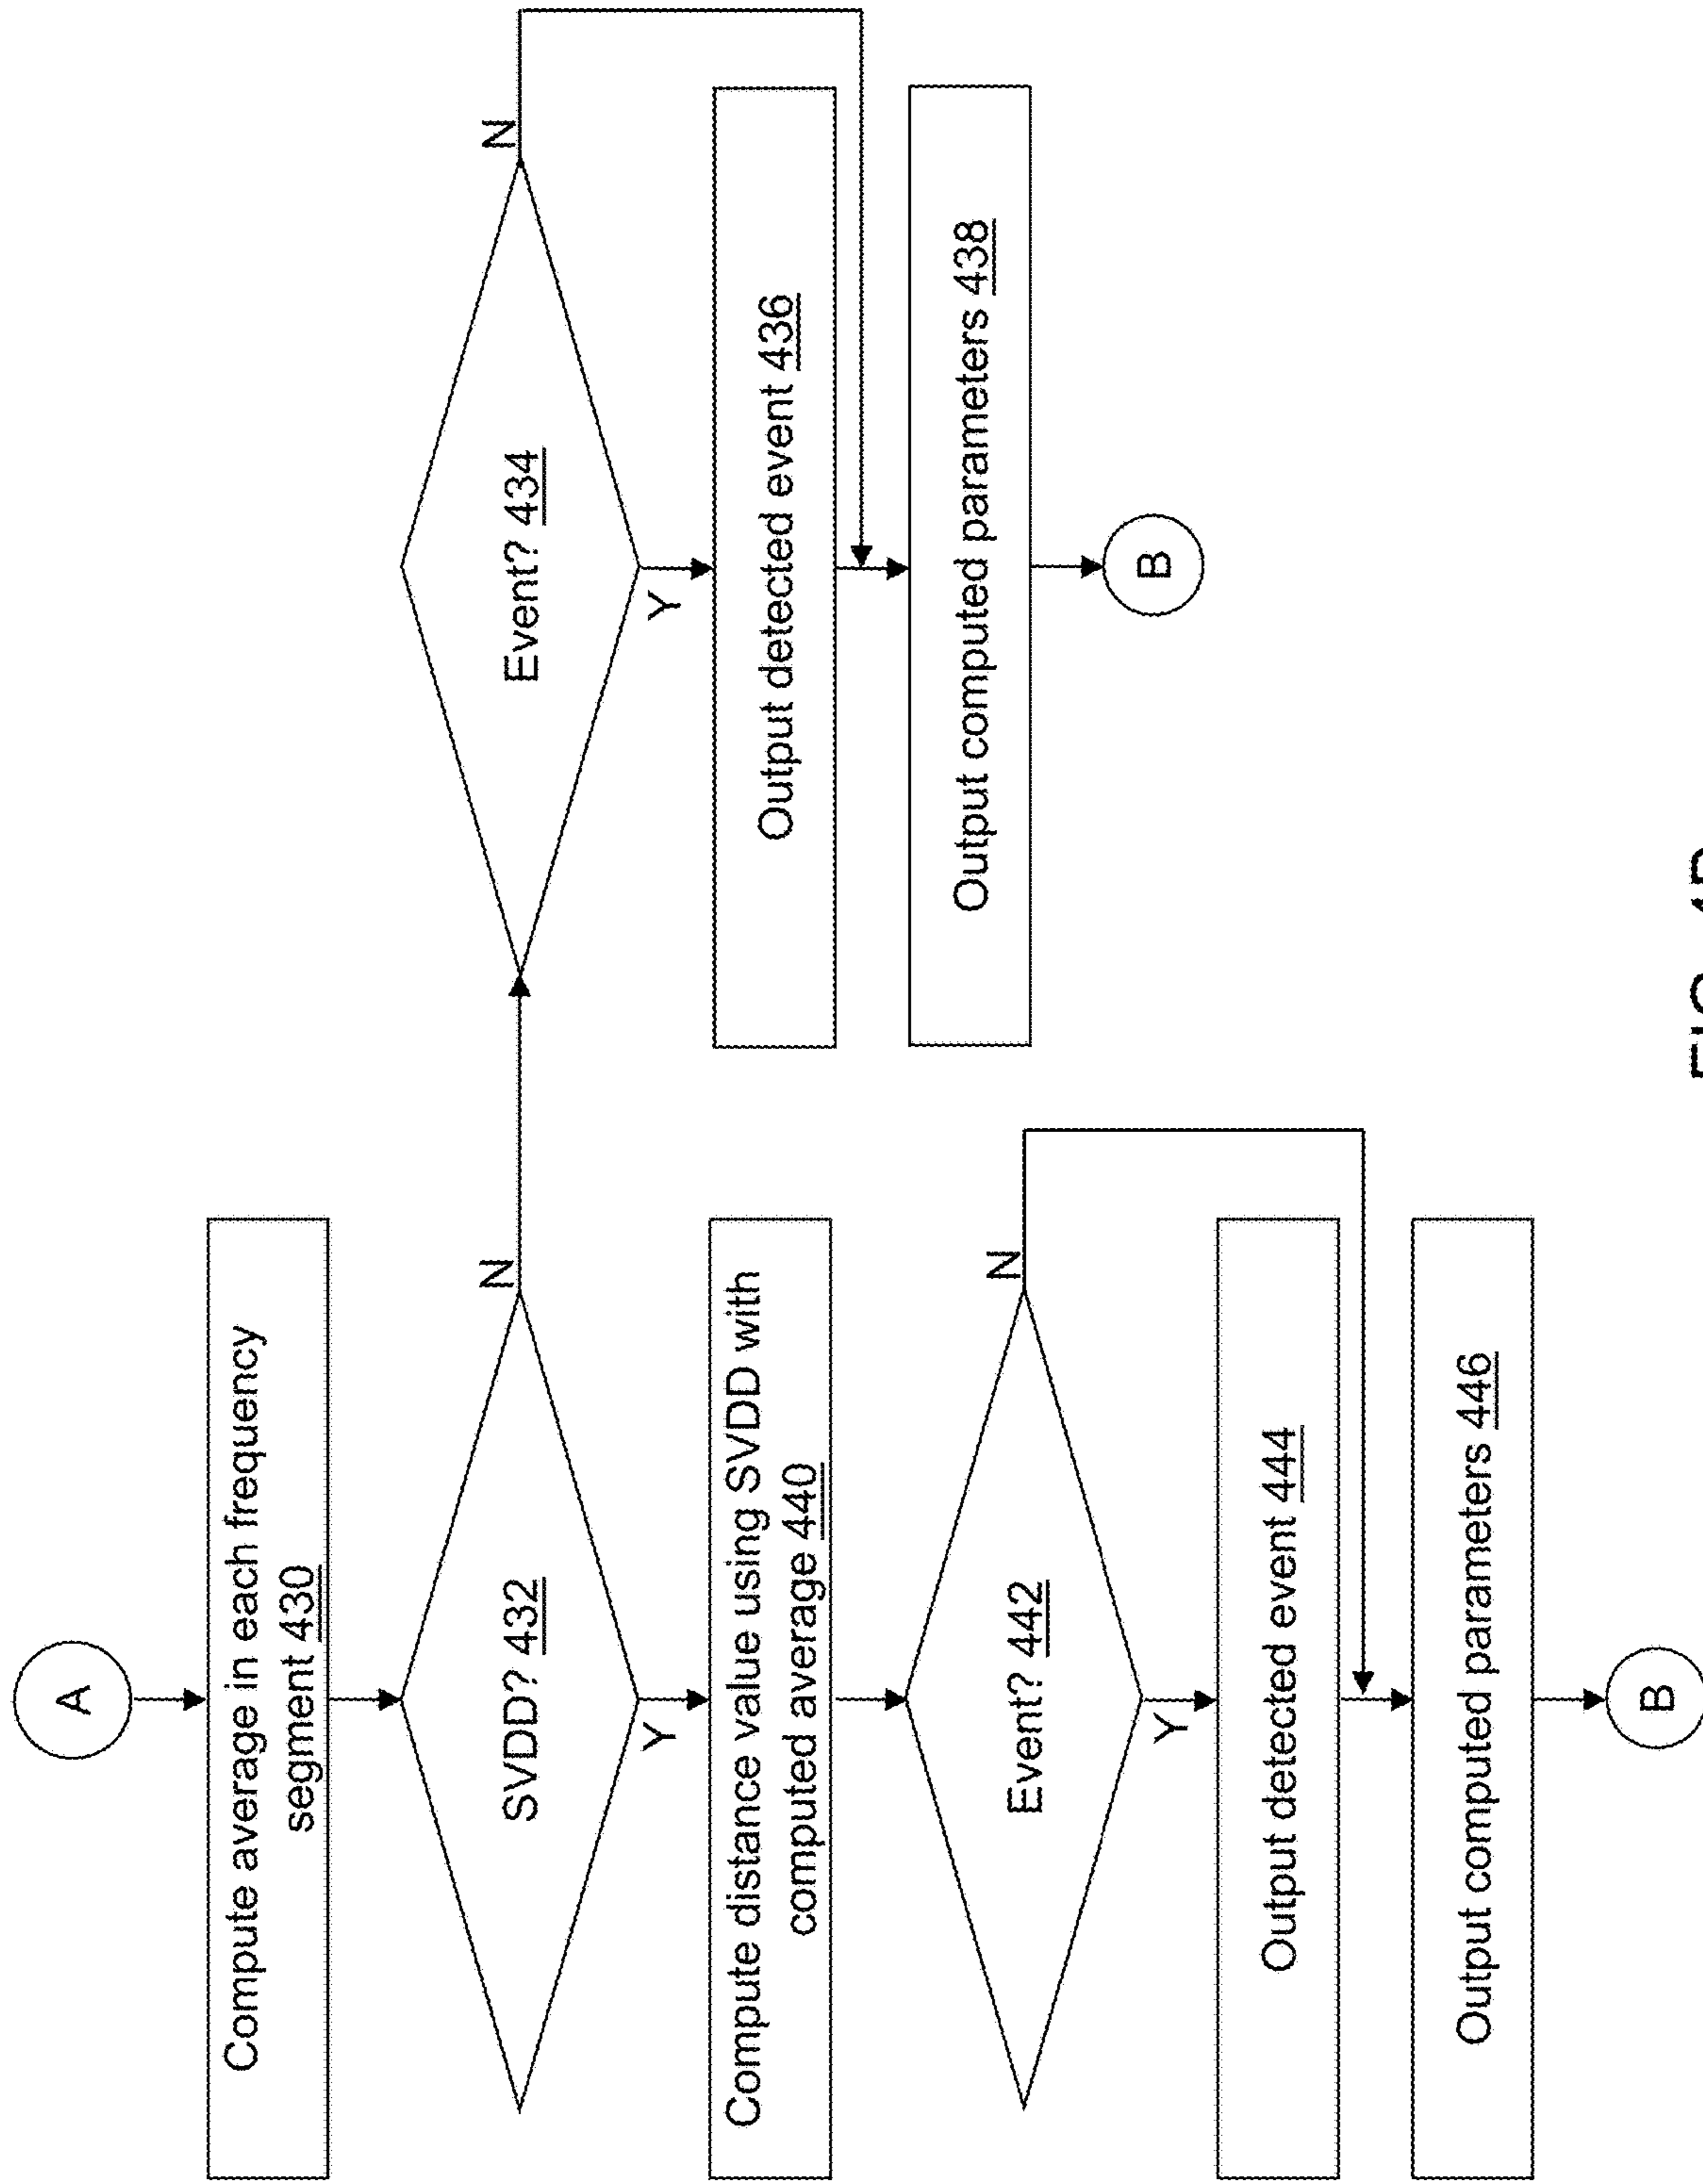 A
Compute average in each frequency
segment 430
SVDD? 432
N
Y
Event? 434
N
Y
Output detected event 436
Output computed parameters 438
B
Compute distance value using SVDD with
computed average 440
Event? 442
N
Y
Output detected event 444
Output computed parameters 446
B